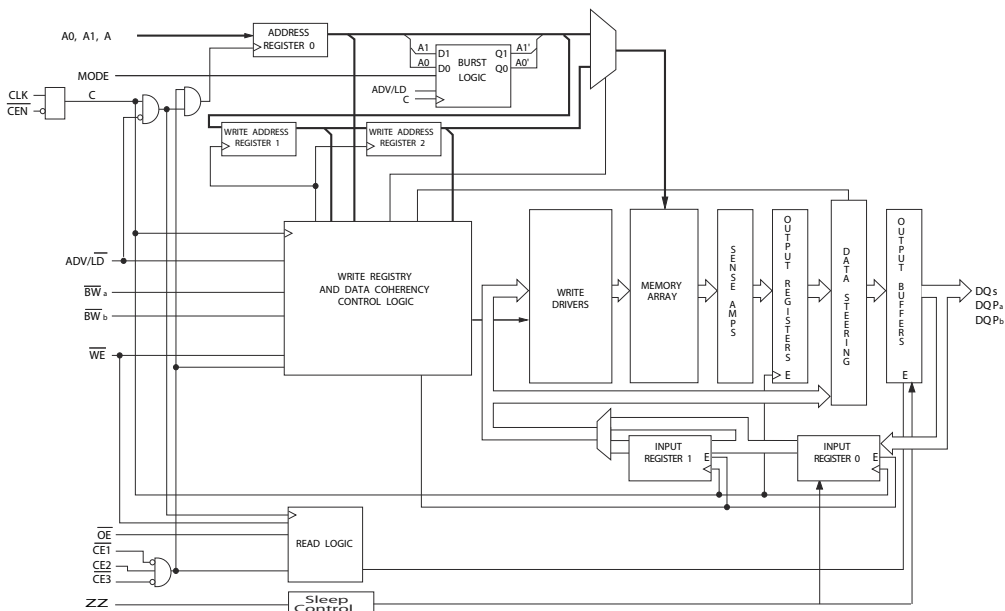 A0, A1, A
ADDRESS
REGISTER 0
A1
A0
D1
D0
BURST
LOGIC
Q1
Q0
A1'
A0'
MODE
ADV/LD
C
CLK
CEN
C
WRITE ADDRESS
REGISTER 1
WRITE ADDRESS
REGISTER 2
ADV/LD
BW a
BW b
WE
WRITE REGISTRY
AND DATA COHERENCY
CONTROL LOGIC
WRITE
DRIVERS
MEMORY
ARRAY
SENSE AMPS
OUTPUT REGISTERS
E
DATA STEERING
OUTPUT BUFFERS
E
DQs
DQPa
DQPb
INPUT
REGISTER 1
E
INPUT
REGISTER 0
E
OE
CE1
CE2
CE3
READ LOGIC
ZZ
Sleep
Control